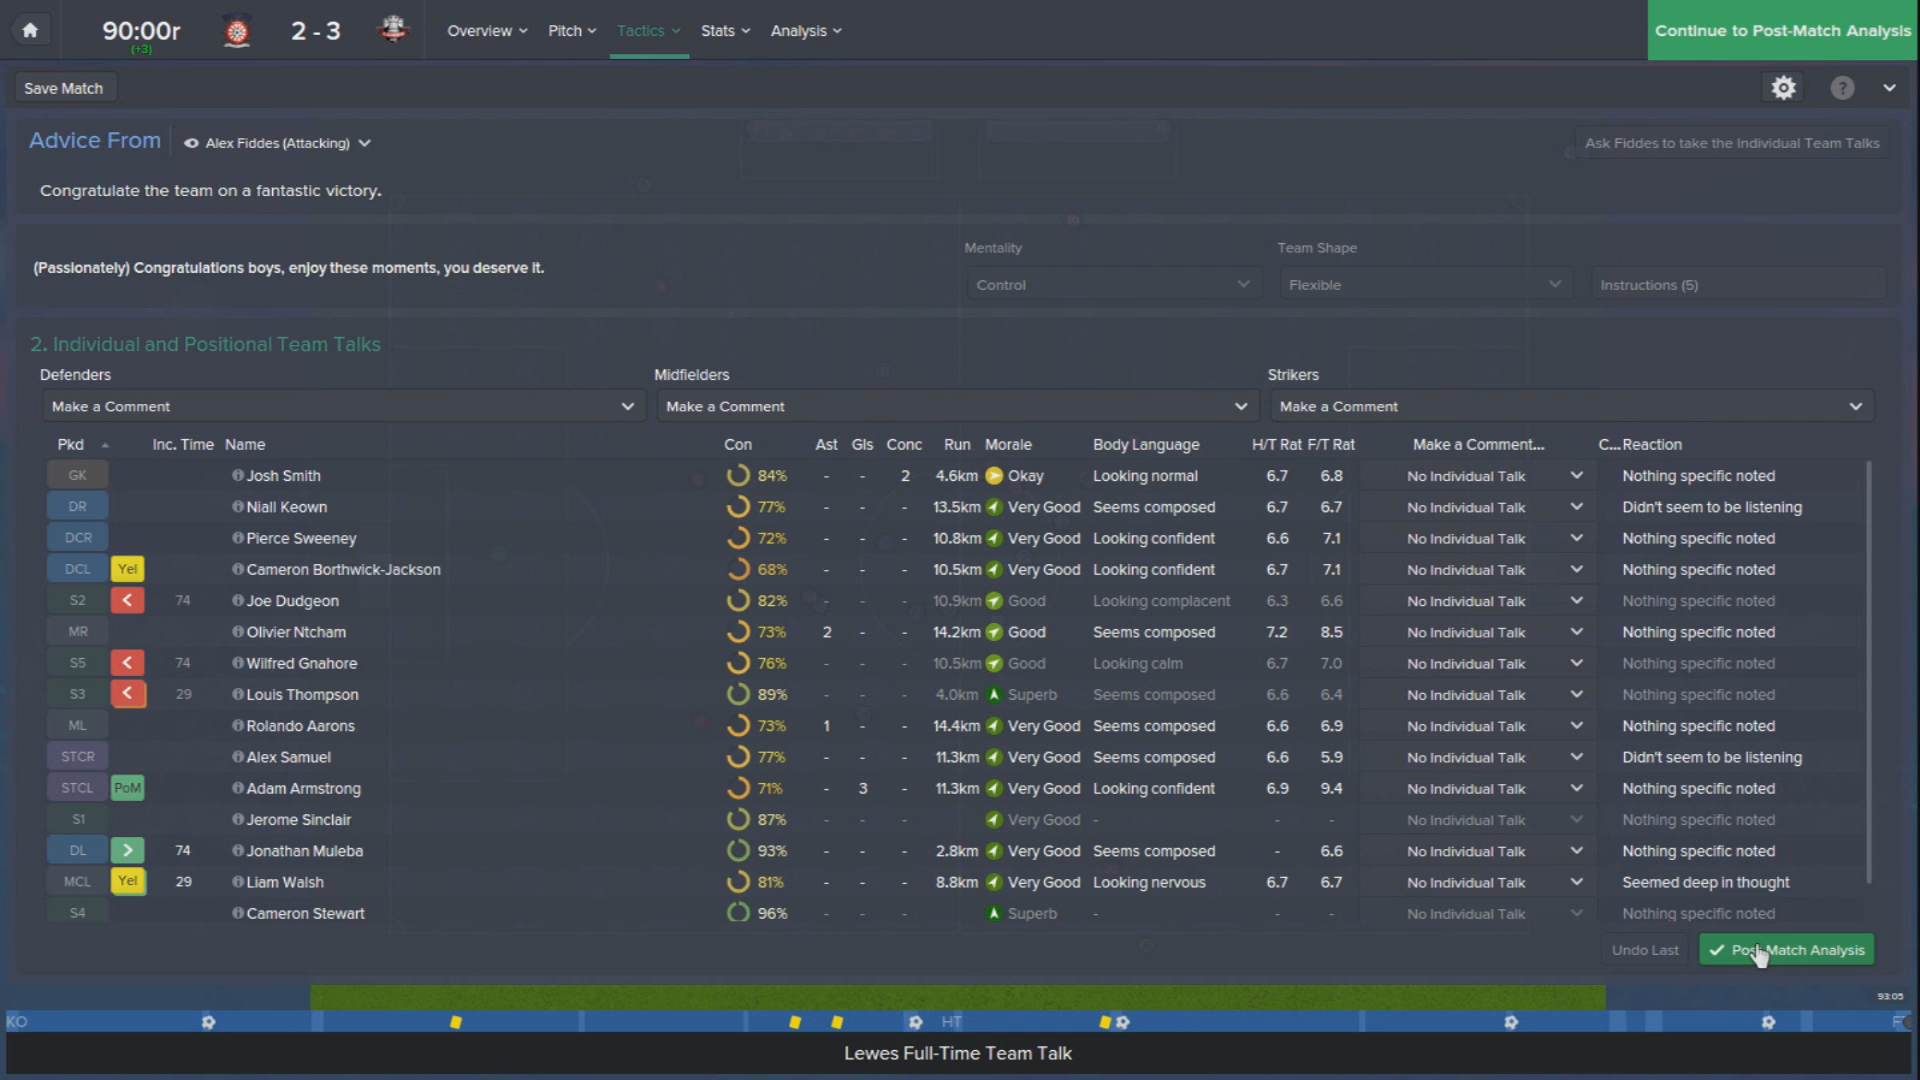 90:00r
(+3)
2 - 3
Overview
Pitch
Tactics
Stats
Analysis
Continue to Post-Match Analysis
Save Match
?
Advice From
Alex Fiddes (Attacking)
Ask Fiddes to take the Individual Team Talks
Congratulate the team on a fantastic victory.
(Passionately) Congratulations boys, enjoy these moments, you deserve it.
Mentality
Control
Team Shape
Flexible
Instructions (5)
2. Individual and Positional Team Talks
Defenders
Midfielders
Strikers
Make a Comment
Make a Comment
Make a Comment
Pkd Inc. Time Name Con Ast Gls Conc Run Morale Body Language H/T Rat F/T Rat Make a Comment... C... Reaction
GK Josh Smith 84% - - 2 4.6km Okay Looking normal 6.7 6.8 No Individual Talk Nothing specific noted
DR Niall Keown 77% - - - 13.5km Very Good Seems composed 6.7 6.7 No Individual Talk Didn't seem to be listening
DCR Pierce Sweeney 72% - - - 10.8km Very Good Looking confident 6.6 7.1 No Individual Talk Nothing specific noted
DCL Yel Cameron Borthwick-Jackson 68% - - - 10.5km Very Good Looking confident 6.7 7.1 No Individual Talk Nothing specific noted
S2 < 74 Joe Dudgeon 82% - - - 10.9km Good Looking complacent 6.3 6.6 No Individual Talk Nothing specific noted
MR Olivier Ntcham 73% 2 - - 14.2km Good Seems composed 7.2 8.5 No Individual Talk Nothing specific noted
S5 < 74 Wilfred Gnahore 76% - - - 10.5km Good Looking calm 6.7 7.0 No Individual Talk Nothing specific noted
S3 < 29 Louis Thompson 89% - - - 4.0km Superb Seems composed 6.6 6.4 No Individual Talk Nothing specific noted
ML Rolando Aarons 73% 1 - - 14.4km Very Good Seems composed 6.6 6.9 No Individual Talk Nothing specific noted
STCR Alex Samuel 77% - - - 11.3km Very Good Seems composed 6.6 5.9 No Individual Talk Didn't seem to be listening
STCL PoM Adam Armstrong 71% - 3 - 11.3km Very Good Looking confident 6.9 9.4 No Individual Talk Nothing specific noted
S1 Jerome Sinclair 87% - - - Very Good - - - No Individual Talk Nothing specific noted
DL > 74 Jonathan Muleba 93% - - - 2.8km Very Good Seems composed - 6.6 No Individual Talk Nothing specific noted
MCL Yel 29 Liam Walsh 81% - - - 8.8km Very Good Looking nervous 6.7 6.7 No Individual Talk Seemed deep in thought
S4 Cameron Stewart 96% - - - Superb - - - No Individual Talk Nothing specific noted
Undo Last
Post-Match Analysis
93:05
KO
HT
Lewes Full-Time Team Talk